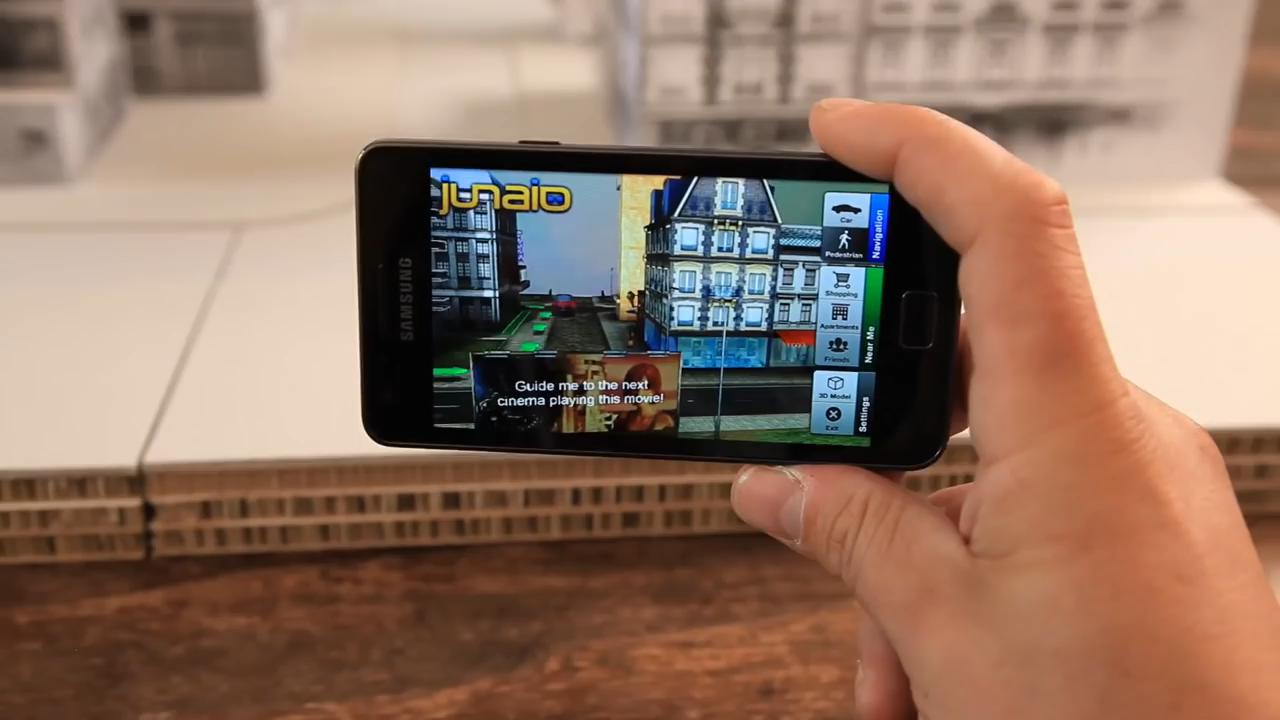 SAMSUNG
junaio
Car
Pedestrian
Navigation
Shopping
Apartments
Friends
Near Me
3D Model
Exit
Settings
Guide me to the next
cinema playing this movie!